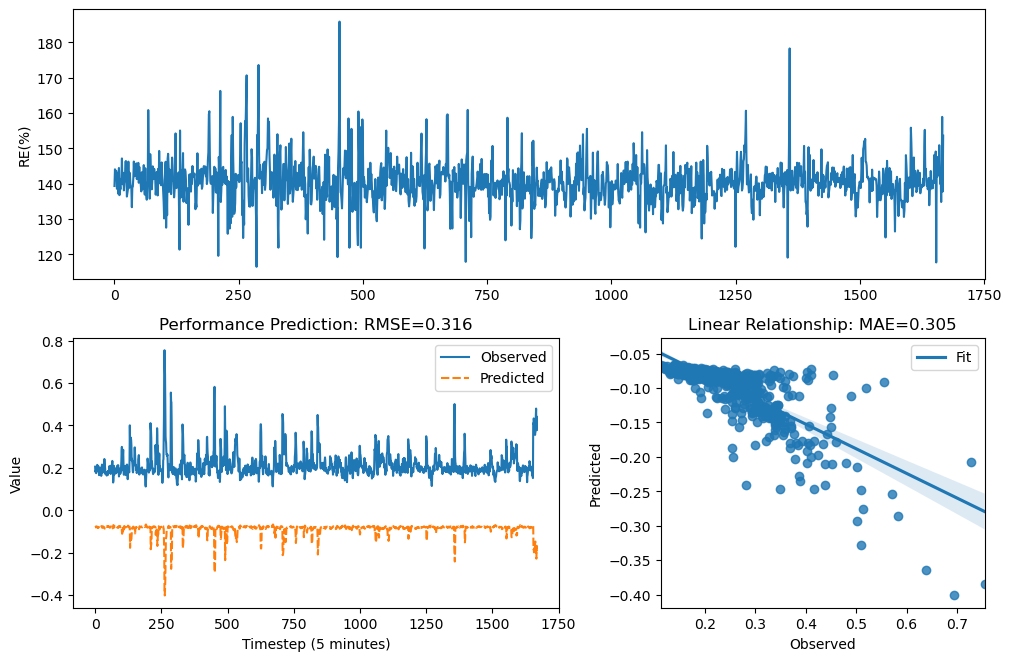 RE(%)
180
170
160
150
140
130
120
0 250 500 750 1000 1250 1500 1750
Performance Prediction: RMSE=0.316
Value
0.8
0.6
0.4
0.2
0.0
−0.2
−0.4
Observed
Predicted
0 250 500 750 1000 1250 1500 1750
Timestep (5 minutes)
Linear Relationship: MAE=0.305
Predicted
−0.05
−0.10
−0.15
−0.20
−0.25
−0.30
−0.35
−0.40
Fit
0.2 0.3 0.4 0.5 0.6 0.7
Observed